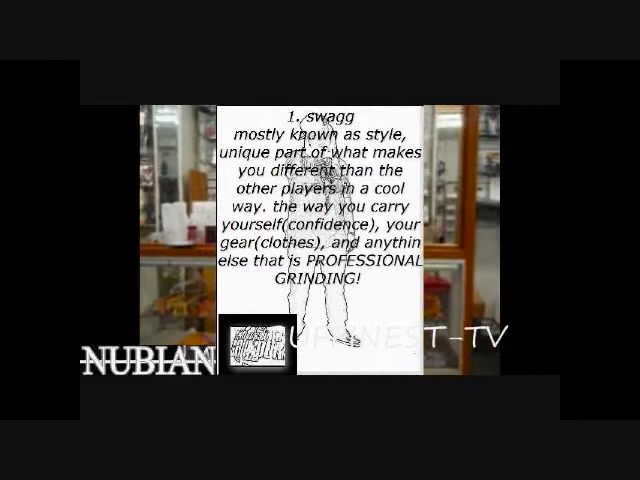 1. swagg
mostly known as style,
unique part of what makes
you different than the
other players in a cool
way. the way you carry
yourself(confidence), your
gear(clothes), and anythin
else that is PROFESSIONAL
GRINDING!
NUBIAN